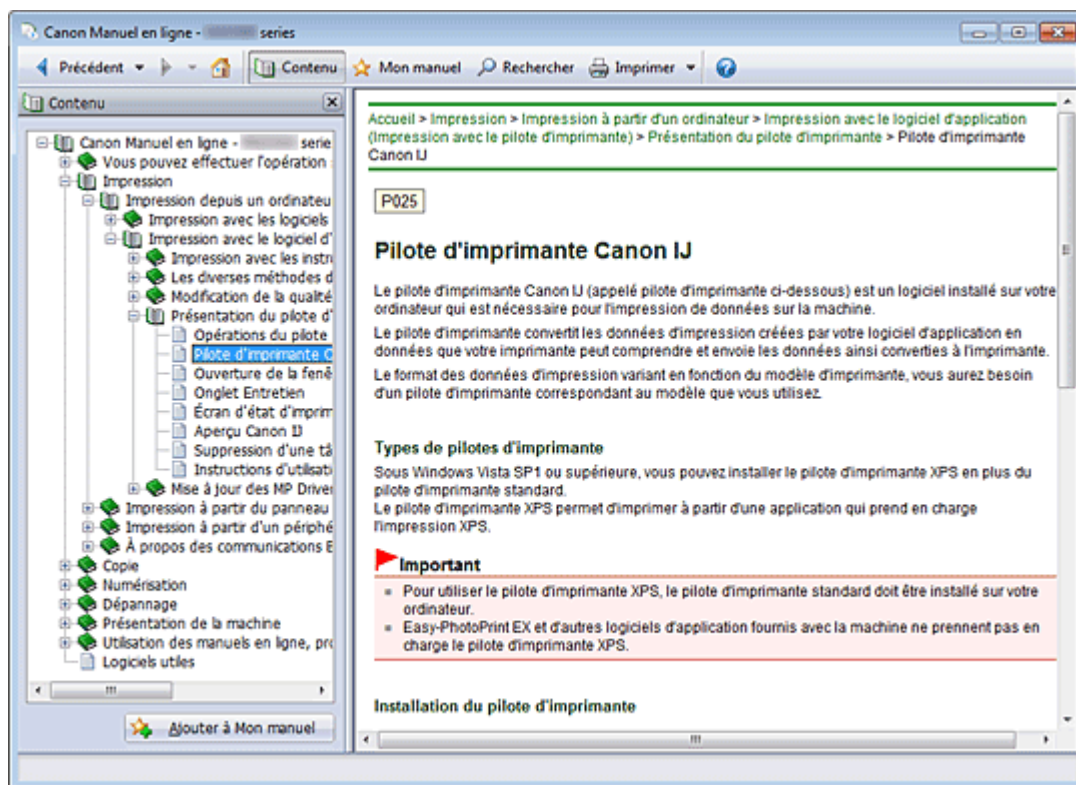 Canon Manuel en ligne - series
Précédent
Contenu
Mon manuel
Rechercher
Imprimer
Contenu
Canon Manuel en ligne - serie
Vous pouvez effectuer l'opération
Impression
Impression depuis un ordinateu
Impression avec les logiciels
Impression avec le logiciel d'
Impression avec les instr
Les diverses méthodes d
Modification de la qualité
Présentation du pilote d'
Opérations du pilote
Pilote d'imprimante C
Ouverture de la fenê
Onglet Entretien
Écran d'état d'imprim
Aperçu Canon IJ
Suppression d'une tâ
Instructions d'utilisati
Mise à jour des MP Driver
Impression à partir du panneau
Impression à partir d'un périphé
À propos des communications B
Copie
Numérisation
Dépannage
Présentation de la machine
Utilisation des manuels en ligne, pro
Logiciels utiles
Ajouter à Mon manuel
Accueil > Impression > Impression à partir d'un ordinateur > Impression avec le logiciel d'application
(Impression avec le pilote d'imprimante) > Présentation du pilote d'imprimante > Pilote d'imprimante
Canon IJ
P025
Pilote d'imprimante Canon IJ
Le pilote d'imprimante Canon IJ (appelé pilote d'imprimante ci-dessous) est un logiciel installé sur votre
ordinateur qui est nécessaire pour l'impression de données sur la machine.
Le pilote d'imprimante convertit les données d'impression créées par votre logiciel d'application en
données que votre imprimante peut comprendre et envoie les données ainsi converties à l'imprimante.
Le format des données d'impression variant en fonction du modèle d'imprimante, vous aurez besoin
d'un pilote d'imprimante correspondant au modèle que vous utilisez.
Types de pilotes d'imprimante
Sous Windows Vista SP1 ou supérieure, vous pouvez installer le pilote d'imprimante XPS en plus du
pilote d'imprimante standard.
Le pilote d'imprimante XPS permet d'imprimer à partir d'une application qui prend en charge
l'impression XPS.
Important
Pour utiliser le pilote d'imprimante XPS, le pilote d'imprimante standard doit être installé sur votre
ordinateur.
Easy-PhotoPrint EX et d'autres logiciels d'application fournis avec la machine ne prennent pas en
charge le pilote d'imprimante XPS.
Installation du pilote d'imprimante